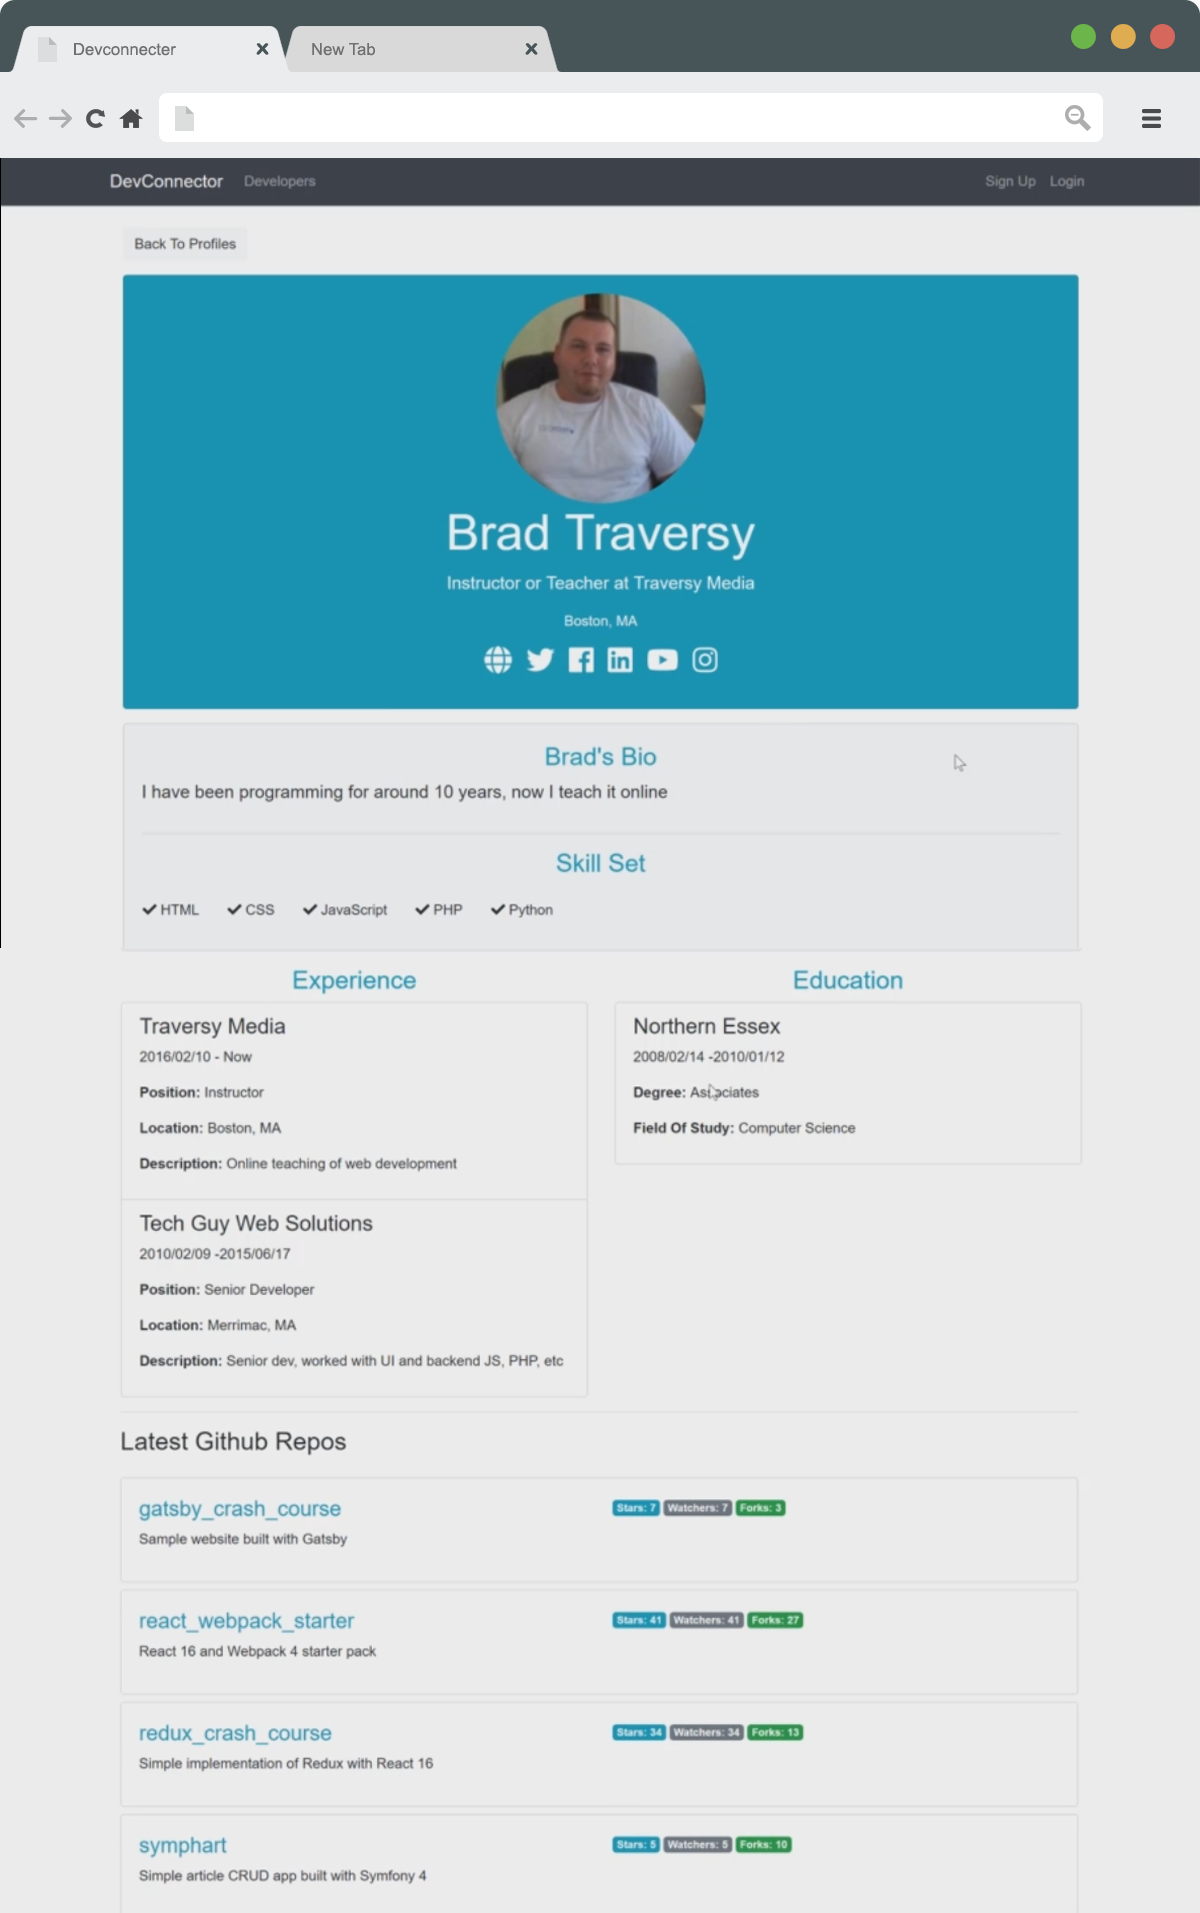 Devconnecter
New Tab
DevConnector Developers Sign Up Login
Back To Profiles
Brad Traversy
Instructor or Teacher at Traversy Media
Boston, MA
Brad's Bio
I have been programming for around 10 years, now I teach it online
Skill Set
HTML CSS JavaScript PHP Python
Experience
Traversy Media
2016/02/10 - Now
Position: Instructor
Location: Boston, MA
Description: Online teaching of web development
Tech Guy Web Solutions
2010/02/09 -2015/06/17
Position: Senior Developer
Location: Merrimac, MA
Description: Senior dev, worked with UI and backend JS, PHP, etc
Education
Northern Essex
2008/02/14 -2010/01/12
Degree: Associates
Field Of Study: Computer Science
Latest Github Repos
gatsby_crash_course
Stars: 7 Watchers: 7 Forks: 3
Sample website built with Gatsby
react_webpack_starter
Stars: 41 Watchers: 41 Forks: 27
React 16 and Webpack 4 starter pack
redux_crash_course
Stars: 34 Watchers: 34 Forks: 13
Simple implementation of Redux with React 16
symphart
Stars: 5 Watchers: 5 Forks: 10
Simple article CRUD app built with Symfony 4